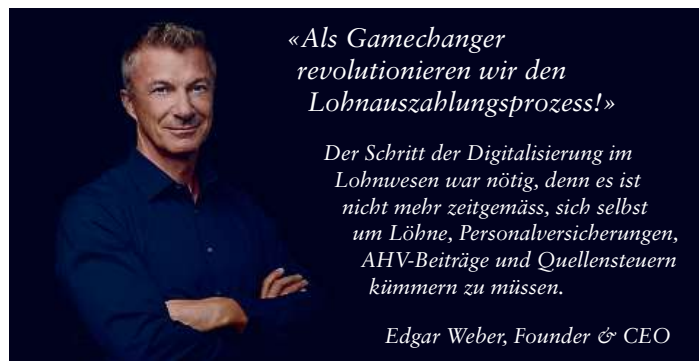 «Als Gamechanger
revolutionieren wir den
Lohnauszahlungsprozess!»
Der Schritt der Digitalisierung im
Lohnwesen war nötig, denn es ist
nicht mehr zeitgemäss, sich selbst
um Löhne, Personalversicherungen,
AHV-Beiträge und Quellensteuern
kümmern zu müssen.
Edgar Weber, Founder & CEO